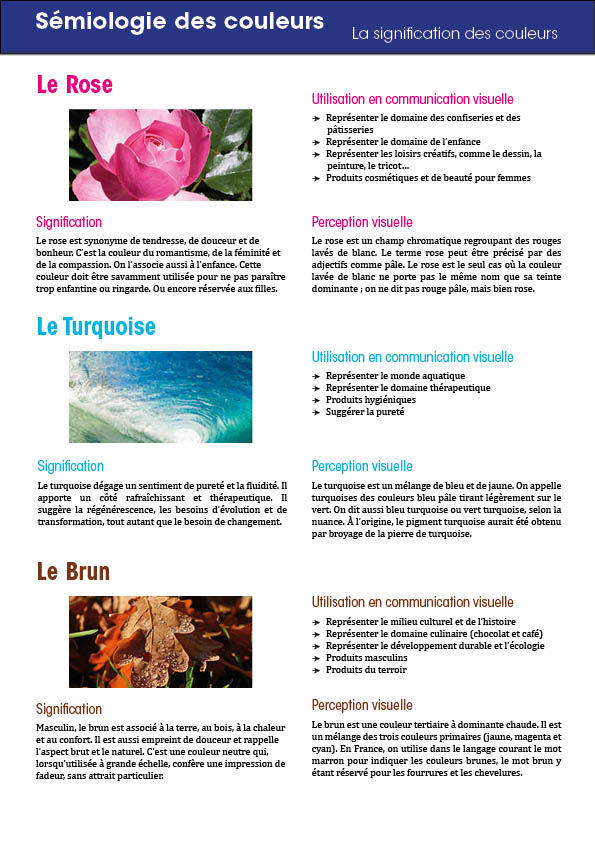 Sémiologie des couleurs
La signification des couleurs
Le Rose
Utilisation en communication visuelle
➔ Représenter le domaine des confiseries et des
pâtisseries
➔ Représenter le domaine de l'enfance
➔ Représenter les loisirs créatifs, comme le dessin, la
peinture, le tricot...
➔ Produits cosmétiques et de beauté pour femmes
Signification
Le rose est synonyme de tendresse, de douceur et de
bonheur. C'est la couleur du romantisme, de la féminité et
de la compassion. On l'associe aussi à l'enfance. Cette
couleur doit être savamment utilisée pour ne pas paraître
trop enfantine ou ringarde. Ou encore réservée aux filles.
Perception visuelle
Le rose est un champ chromatique regroupant des rouges
lavés de blanc. Le terme rose peut être précisé par des
adjectifs comme pâle. Le rose est le seul cas où la couleur
lavée de blanc ne porte pas le même nom que sa teinte
dominante ; on ne dit pas rouge pâle, mais bien rose.
Le Turquoise
Utilisation en communication visuelle
➔ Représenter le monde aquatique
➔ Représenter le domaine thérapeutique
➔ Produits hygiéniques
➔ Suggérer la pureté
Signification
Le turquoise dégage un sentiment de pureté et la fluidité. Il
apporte un côté rafraîchissant et thérapeutique. Il
suggère la régénérescence, les besoins d'évolution et de
transformation, tout autant que le besoin de changement.
Perception visuelle
Le turquoise est un mélange de bleu et de jaune. On appelle
turquoises des couleurs bleu pâle tirant légèrement sur le
vert. On dit aussi bleu turquoise ou vert turquoise, selon la
nuance. À l'origine, le pigment turquoise aurait été obtenu
par broyage de la pierre de turquoise.
Le Brun
Utilisation en communication visuelle
➔ Représenter le milieu culturel et de l'histoire
➔ Représenter le domaine culinaire (chocolat et café)
➔ Représenter le développement durable et l'écologie
➔ Produits masculins
➔ Produits du terroir
Signification
Masculin, le brun est associé à la terre, au bois, à la chaleur
et au confort. Il est aussi empreint de douceur et rappelle
l'aspect brut et le naturel. C'est une couleur neutre qui,
lorsqu'utilisée à grande échelle, confère une impression de
fadeur, sans attrait particulier.
Perception visuelle
Le brun est une couleur tertiaire à dominante chaude. Il est
un mélange des trois couleurs primaires (jaune, magenta et
cyan). En France, on utilise dans le langage courant le mot
marron pour indiquer les couleurs brunes, le mot brun y
étant réservé pour les fourrures et les chevelures.